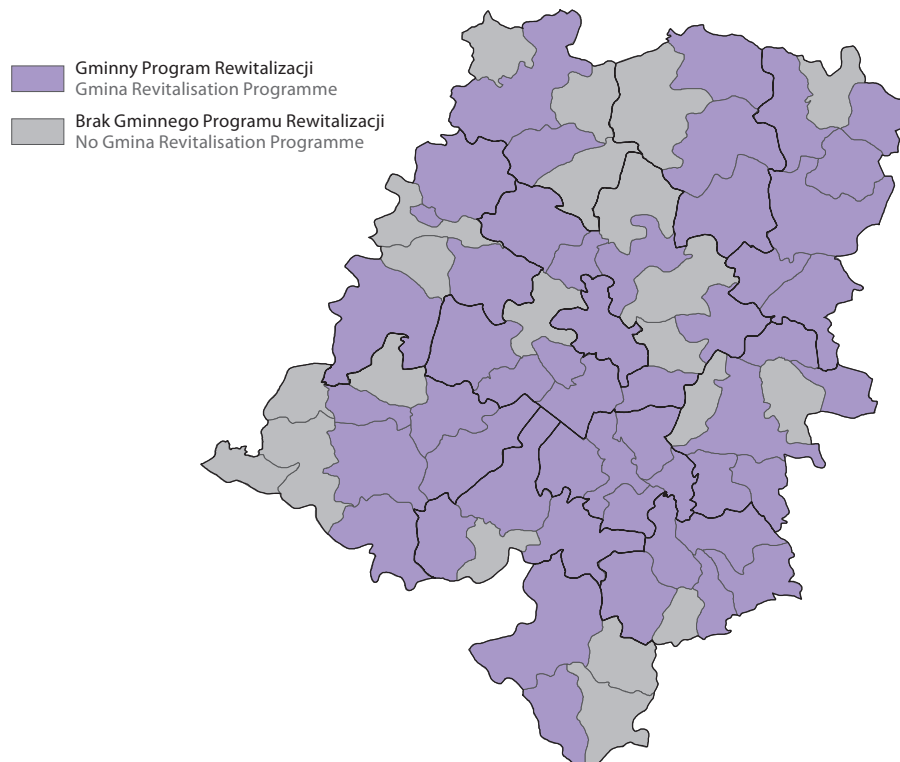 Gminny Program Rewitalizacji
Gmina Revitalisation Programme
Brak Gminnego Programu Rewitalizacji
No Gmina Revitalisation Programme